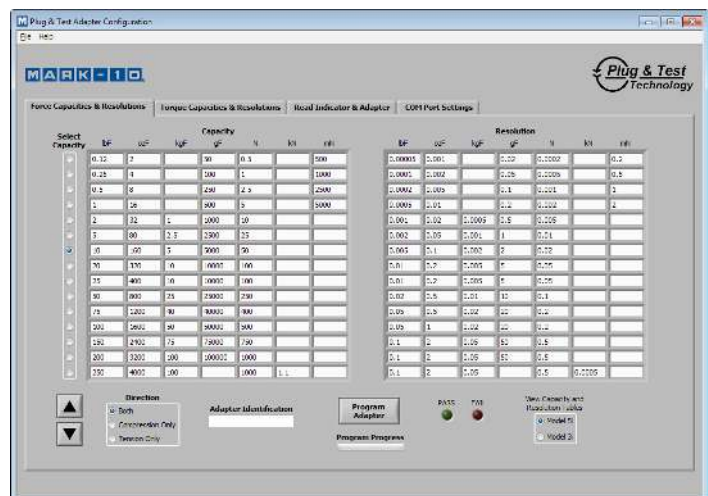 Plug & Test Adapter Configuration
File Help
MARK-10
Plug & Test
Technology
Force Capacities & Resolutions Torque Capacities & Resolutions Read Indicator & Adapter COM Port Settings
Capacity Resolution
Select
Capacity
lbF ozF kgF gF N kN mN lbF ozF kgF gF N kN mN
0.12 2 50 0.5 500 0.00005 0.001 0.02 0.0002 0.2
0.25 4 100 1 1000 0.0001 0.002 0.05 0.0005 0.5
0.5 8 250 2.5 2500 0.0002 0.005 0.1 0.001 1
1 16 500 5 5000 0.0005 0.01 0.2 0.002 2
2 32 1 1000 10 0.001 0.02 0.0005 0.5 0.005
5 80 2.5 2500 25 0.002 0.05 0.001 1 0.01
10 160 5 5000 50 0.005 0.1 0.002 2 0.02
20 320 10 10000 100 0.01 0.2 0.005 5 0.05
25 400 10 10000 100 0.01 0.2 0.005 5 0.05
50 800 25 25000 250 0.02 0.5 0.01 10 0.1
75 1200 40 40000 400 0.05 0.5 0.02 20 0.2
100 1600 50 50000 500 0.05 1 0.02 20 0.2
150 2400 75 75000 750 0.1 2 0.05 50 0.5
200 3200 100 100000 1000 0.1 2 0.05 50 0.5
250 4000 100 1000 1.1 0.1 2 0.05 0.5 0.0005
Direction
Both
Compression Only
Tension Only
Adapter Identification
Program
Adapter
Program Progress
PASS FAIL
View Capacity and
Resolution Tables
Model 5i
Model 3i